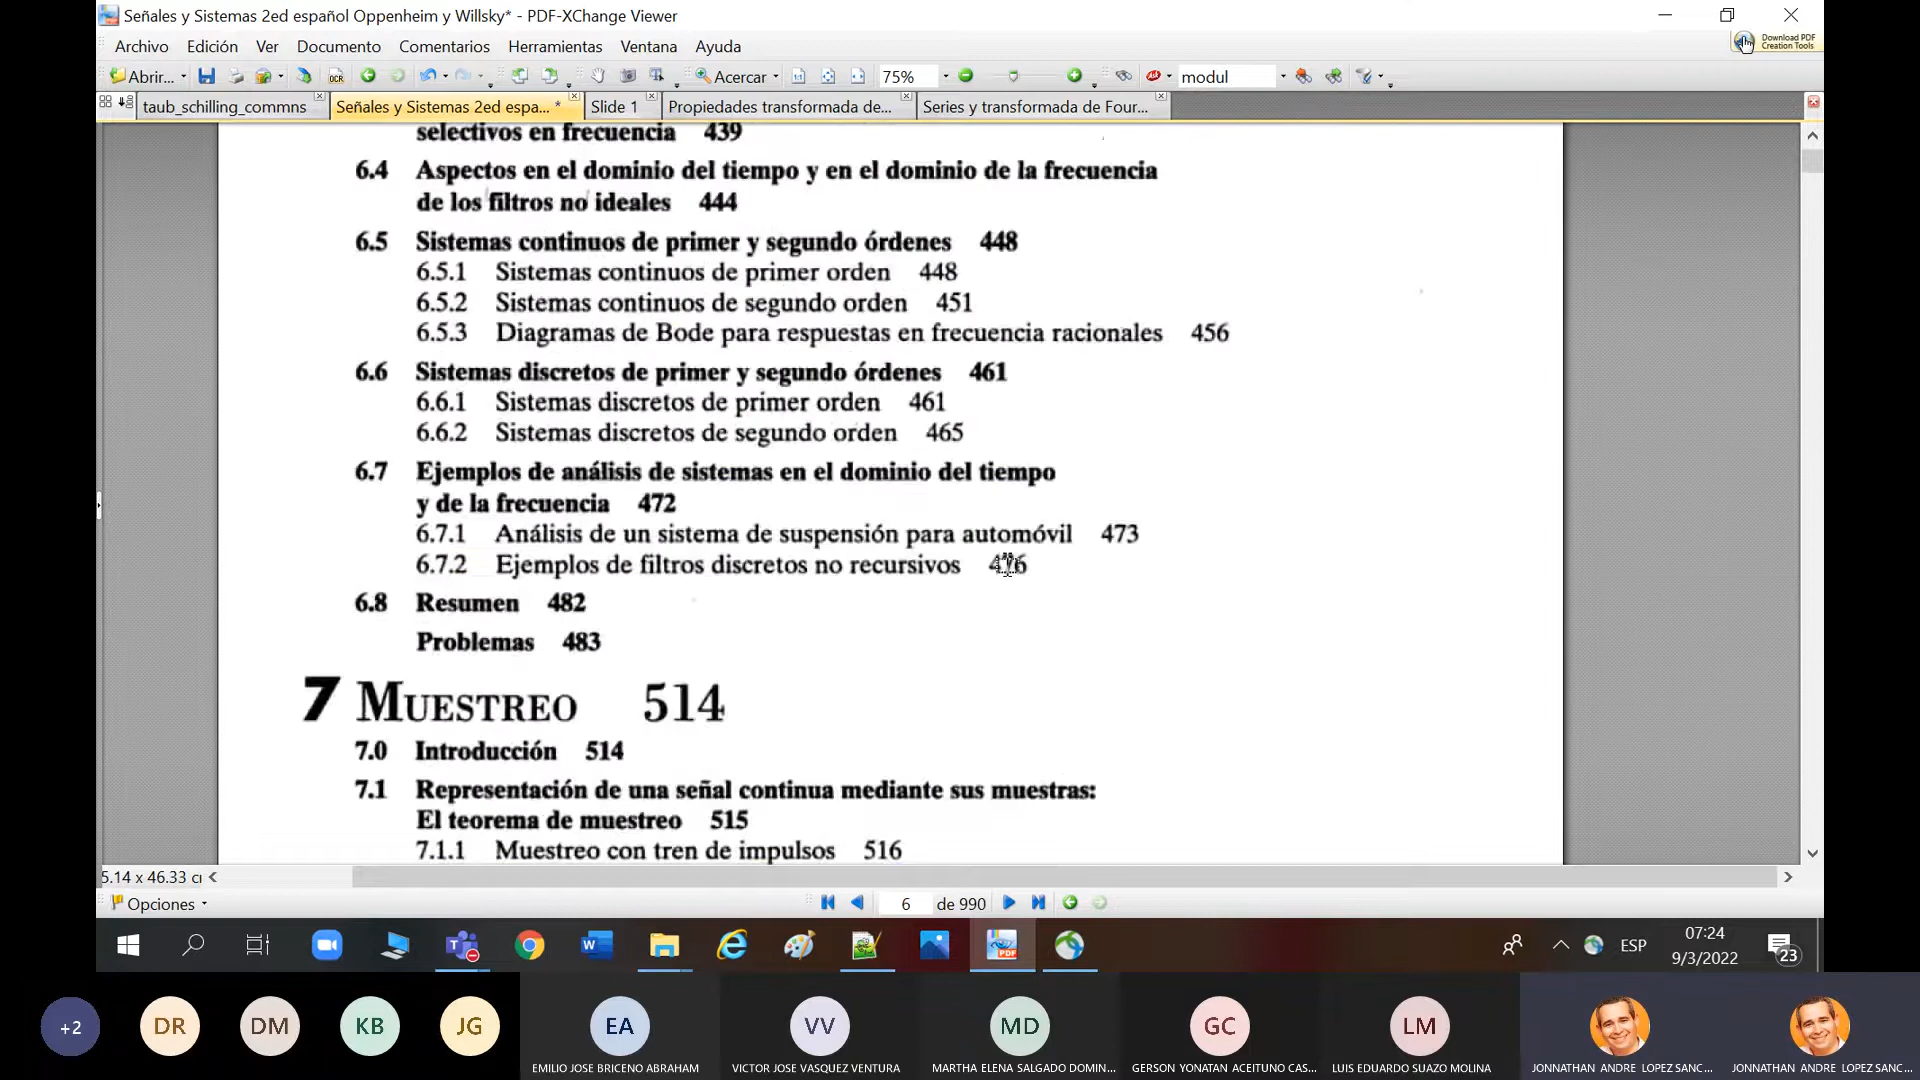 Señales y Sistemas 2ed español Oppenheim y Willsky* - PDF-XChange Viewer
Archivo Edición Ver Documento Comentarios Herramientas Ventana Ayuda
Download PDF
Creation Tools
Abrir... OCR Acercar 75% modul
taub_schilling_commns Señales y Sistemas 2ed espa... * Slide 1 Propiedades transformada de... Series y transformada de Four...
selectivos en frecuencia 439
6.4 Aspectos en el dominio del tiempo y en el dominio de la frecuencia
de los filtros no ideales 444
6.5 Sistemas continuos de primer y segundo órdenes 448
6.5.1 Sistemas continuos de primer orden 448
6.5.2 Sistemas continuos de segundo orden 451
6.5.3 Diagramas de Bode para respuestas en frecuencia racionales 456
6.6 Sistemas discretos de primer y segundo órdenes 461
6.6.1 Sistemas discretos de primer orden 461
6.6.2 Sistemas discretos de segundo orden 465
6.7 Ejemplos de análisis de sistemas en el dominio del tiempo
y de la frecuencia 472
6.7.1 Análisis de un sistema de suspensión para automóvil 473
6.7.2 Ejemplos de filtros discretos no recursivos 476
6.8 Resumen 482
Problemas 483
7 MUESTREO 514
7.0 Introducción 514
7.1 Representación de una señal continua mediante sus muestras:
El teorema de muestreo 515
7.1.1 Muestreo con tren de impulsos 516
5.14 x 46.33 c
Opciones 6 de 990
ESP 07:24
9/3/2022 23
+2 DR DM KB JG EA VV MD GC LM
EMILIO JOSE BRICENO ABRAHAM VICTOR JOSE VASQUEZ VENTURA MARTHA ELENA SALGADO DOMIN... GERSON YONATAN ACEITUNO CAS... LUIS EDUARDO SUAZO MOLINA JONNATHAN ANDRE LOPEZ SANC... JONNATHAN ANDRE LOPEZ SANC...